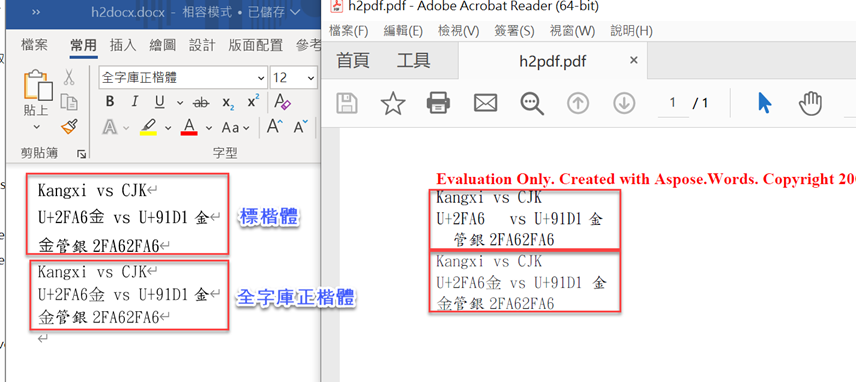 h2docx.docx - 相容模式 • 已儲存
檔案 常用 插入 繪圖 設計 版面配置 參考
全字庫正楷體 12
貼上
B I U ab x₂ x² A
A A Aa A A
剪貼簿 字型
Kangxi vs CJK
U+2FA6⾦ vs U+91D1 金
⾦管銀 2FA62FA6
標楷體
Kangxi vs CJK
U+2FA6⾦ vs U+91D1 金
⾦管銀 2FA62FA6
全字庫正楷體
h2pdf.pdf - Adobe Acrobat Reader (64-bit)
檔案(F) 編輯(E) 檢視(V) 簽署(S) 視窗(W) 說明(H)
首頁 工具 h2pdf.pdf ×
1 / 1
Evaluation Only. Created with Aspose.Words. Copyright 200
Kangxi vs CJK
U+2FA6 vs U+91D1 金
管銀 2FA62FA6
Kangxi vs CJK
U+2FA6⾦ vs U+91D1 金
⾦管銀 2FA62FA6